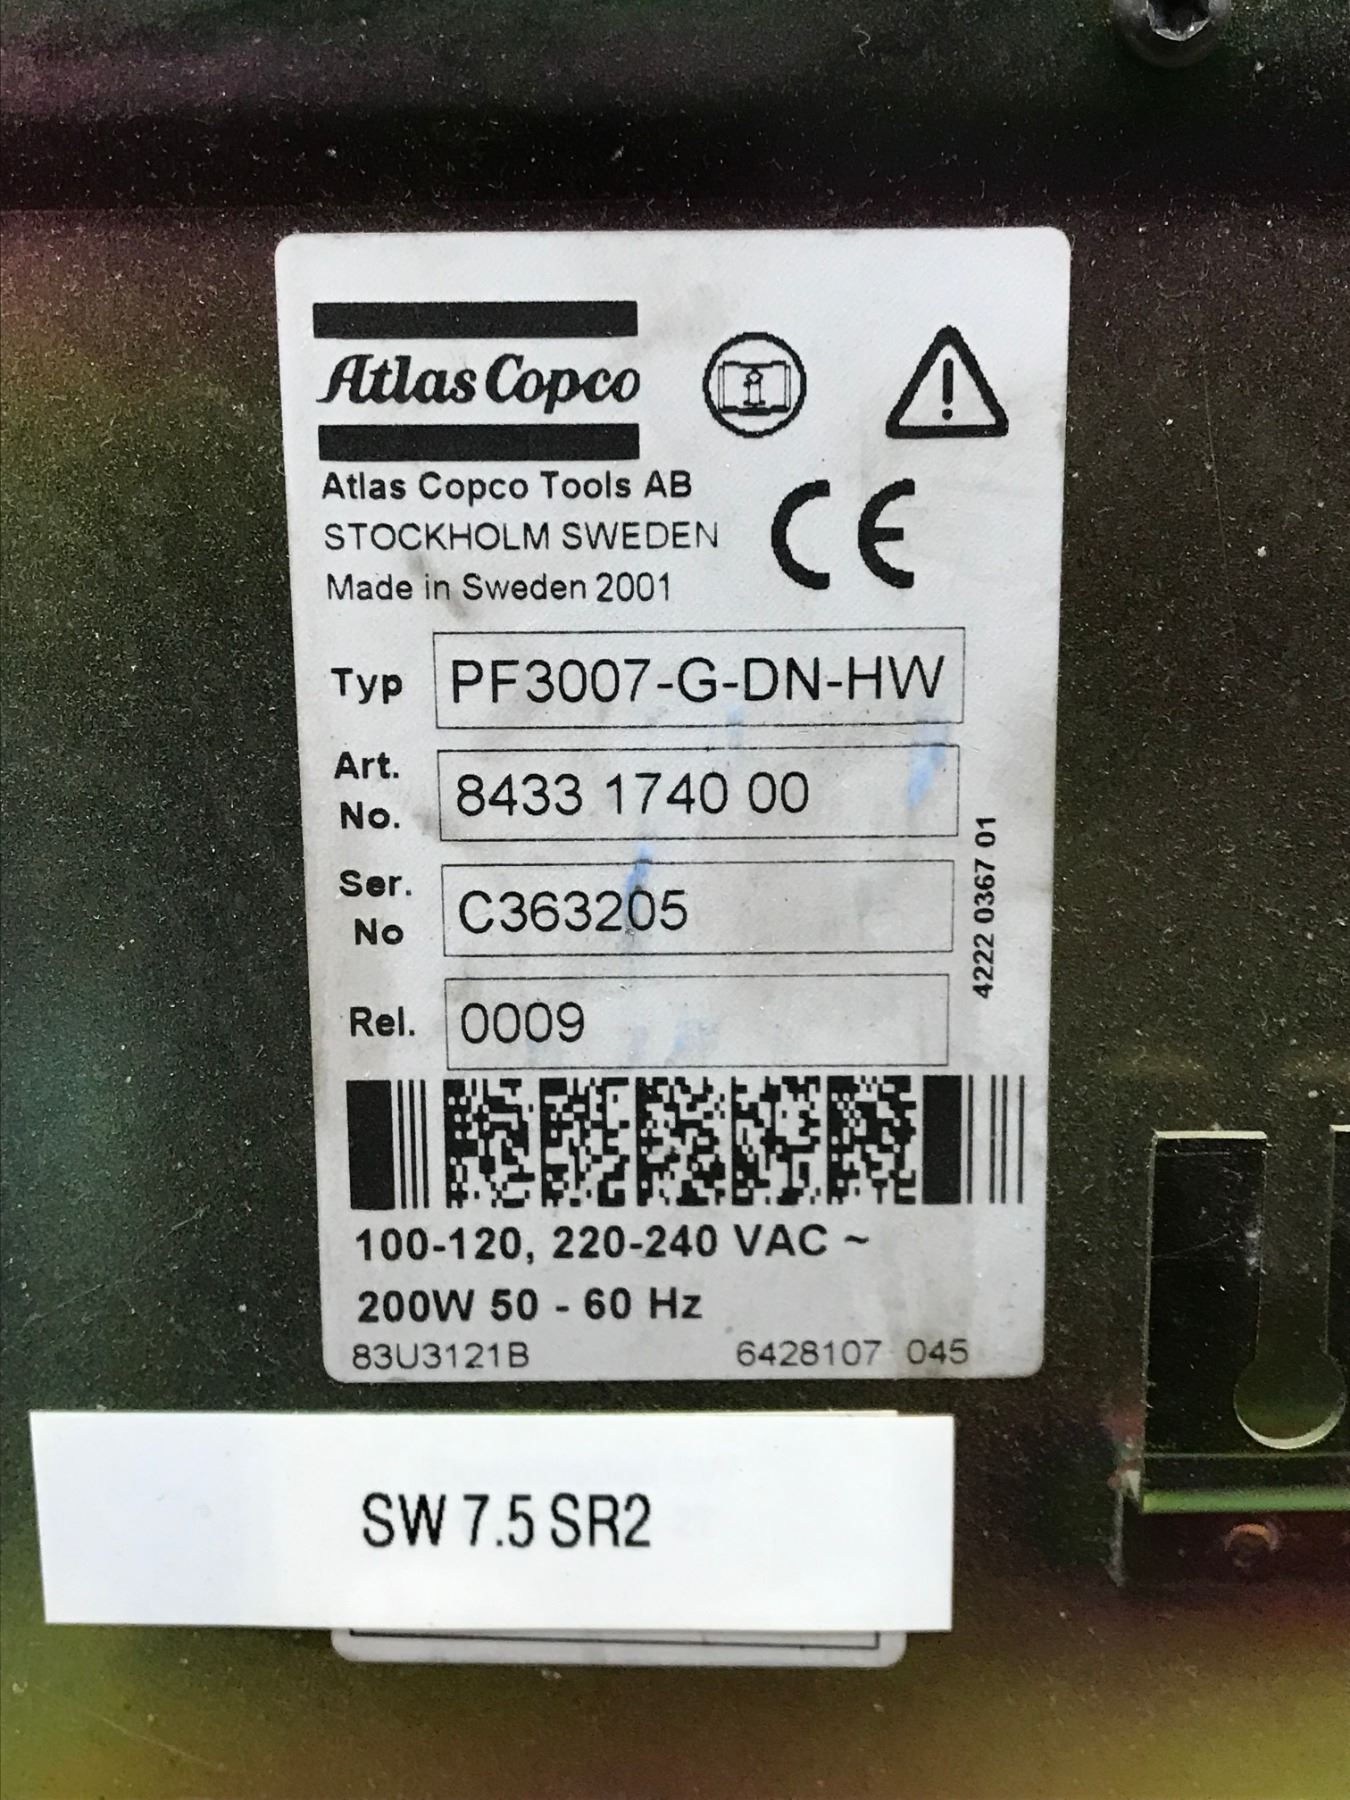 Atlas Copco
Atlas Copco Tools AB
STOCKHOLM SWEDEN
Made in Sweden 2001
CE
Typ PF3007-G-DN-HW
Art. No. 8433 1740 00
Ser. No C363205
Rel. 0009
4222 0367 01
100-120, 220-240 VAC ~
200W 50 - 60 Hz
83U3121B 6428107 045
SW 7.5 SR2